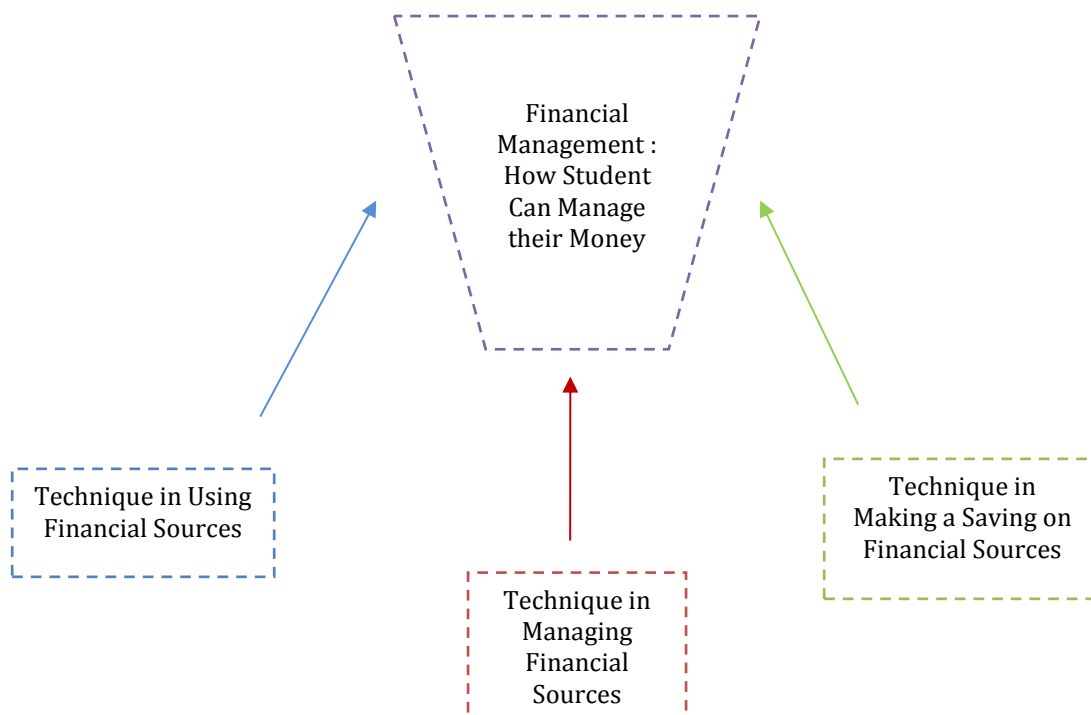 Financial
Management :
How Student
Can Manage
their Money
Technique in Using
Financial Sources
Technique in
Making a Saving on
Financial Sources
Technique in
Managing
Financial
Sources